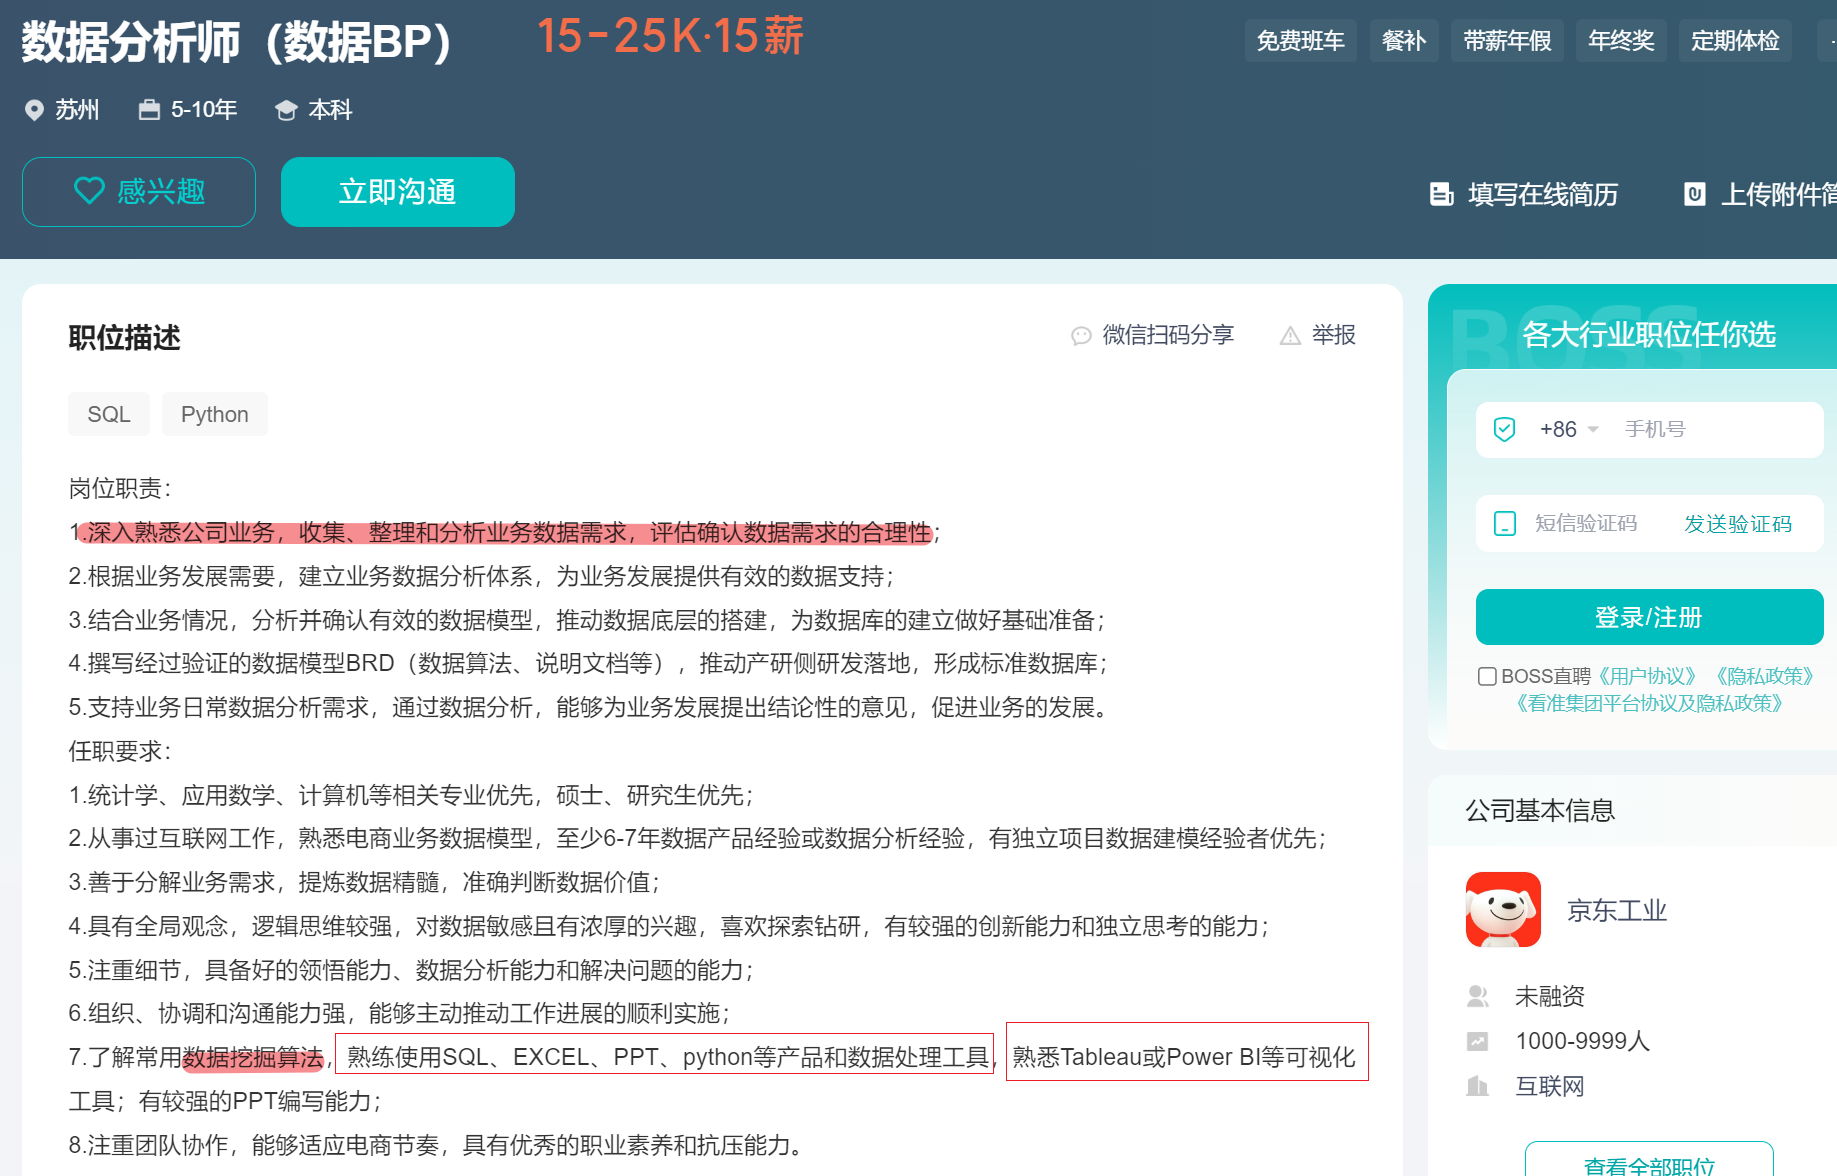 数据分析师（数据BP）
15-25K·15薪
免费班车 餐补 带薪年假 年终奖 定期体检
苏州 5-10年 本科
感兴趣 立即沟通
填写在线简历 上传附件简
职位描述
微信扫码分享 举报
SQL Python
岗位职责：
1.深入熟悉公司业务，收集、整理和分析业务数据需求，评估确认数据需求的合理性；
2.根据业务发展需要，建立业务数据分析体系，为业务发展提供有效的数据支持；
3.结合业务情况，分析并确认有效的数据模型，推动数据底层的搭建，为数据库的建立做好基础准备；
4.撰写经过验证的数据模型BRD（数据算法、说明文档等），推动产研侧研发落地，形成标准数据库；
5.支持业务日常数据分析需求，通过数据分析，能够为业务发展提出结论性的意见，促进业务的发展。
任职要求：
1.统计学、应用数学、计算机等相关专业优先，硕士、研究生优先；
2.从事过互联网工作，熟悉电商业务数据模型，至少6-7年数据产品经验或数据分析经验，有独立项目数据建模经验者优先；
3.善于分解业务需求，提炼数据精髓，准确判断数据价值；
4.具有全局观念，逻辑思维较强，对数据敏感且有浓厚的兴趣，喜欢探索钻研，有较强的创新能力和独立思考的能力；
5.注重细节，具备好的领悟能力、数据分析能力和解决问题的能力；
6.组织、协调和沟通能力强，能够主动推动工作进展的顺利实施；
7.了解常用数据挖掘算法，熟练使用SQL、EXCEL、PPT、python等产品和数据处理工具，熟悉Tableau或Power BI等可视化
工具；有较强的PPT编写能力；
8.注重团队协作，能够适应电商节奏，具有优秀的职业素养和抗压能力。
BOSS
各大行业职位任你选
+86 手机号
短信验证码 发送验证码
登录/注册
BOSS直聘《用户协议》《隐私政策》
《看准集团平台协议及隐私政策》
公司基本信息
京东工业
未融资
1000-9999人
互联网
查看全部职位